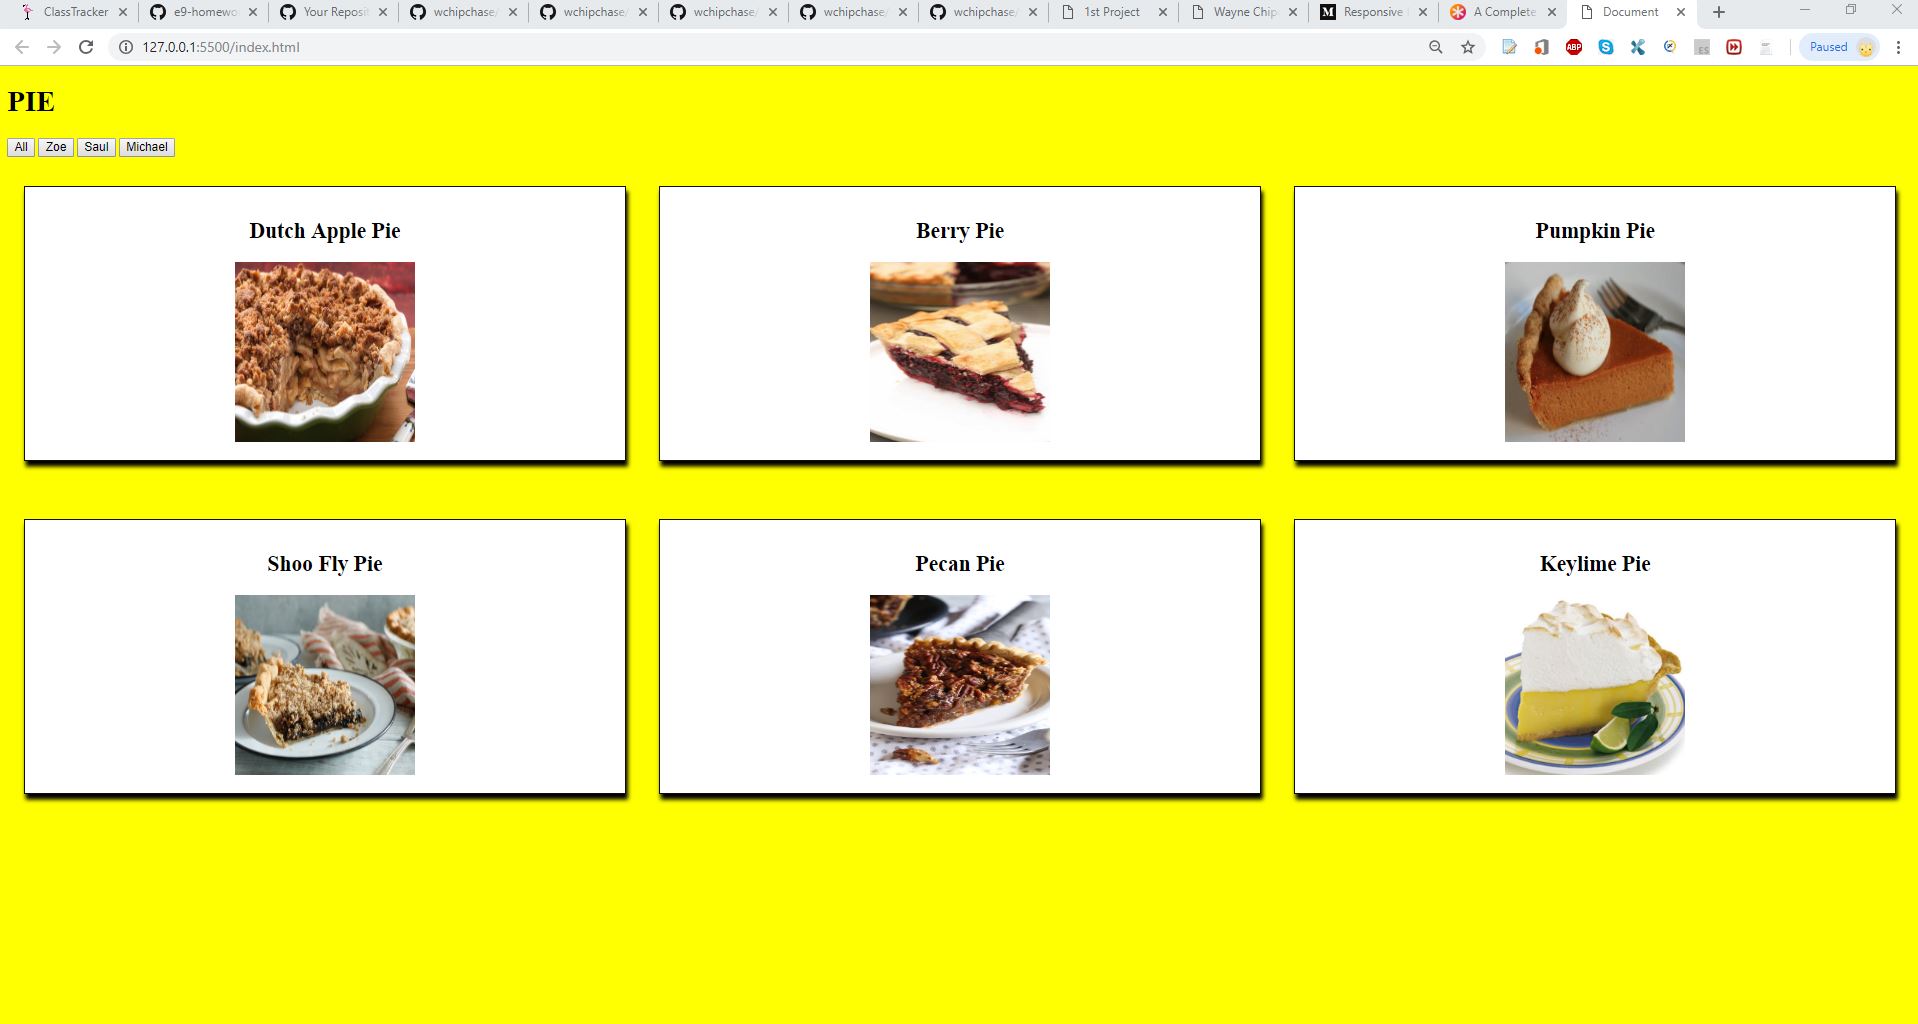 ClassTracker e9-homewo Your Reposit wchipchase/ wchipchase/ wchipchase/ wchipchase/ wchipchase/ 1st Project Wayne Chip M Responsive A Complete Document
127.0.0.1:5500/index.html ABP ES Paused
PIE
All Zoe Saul Michael
Dutch Apple Pie Berry Pie Pumpkin Pie
Shoo Fly Pie Pecan Pie Keylime Pie